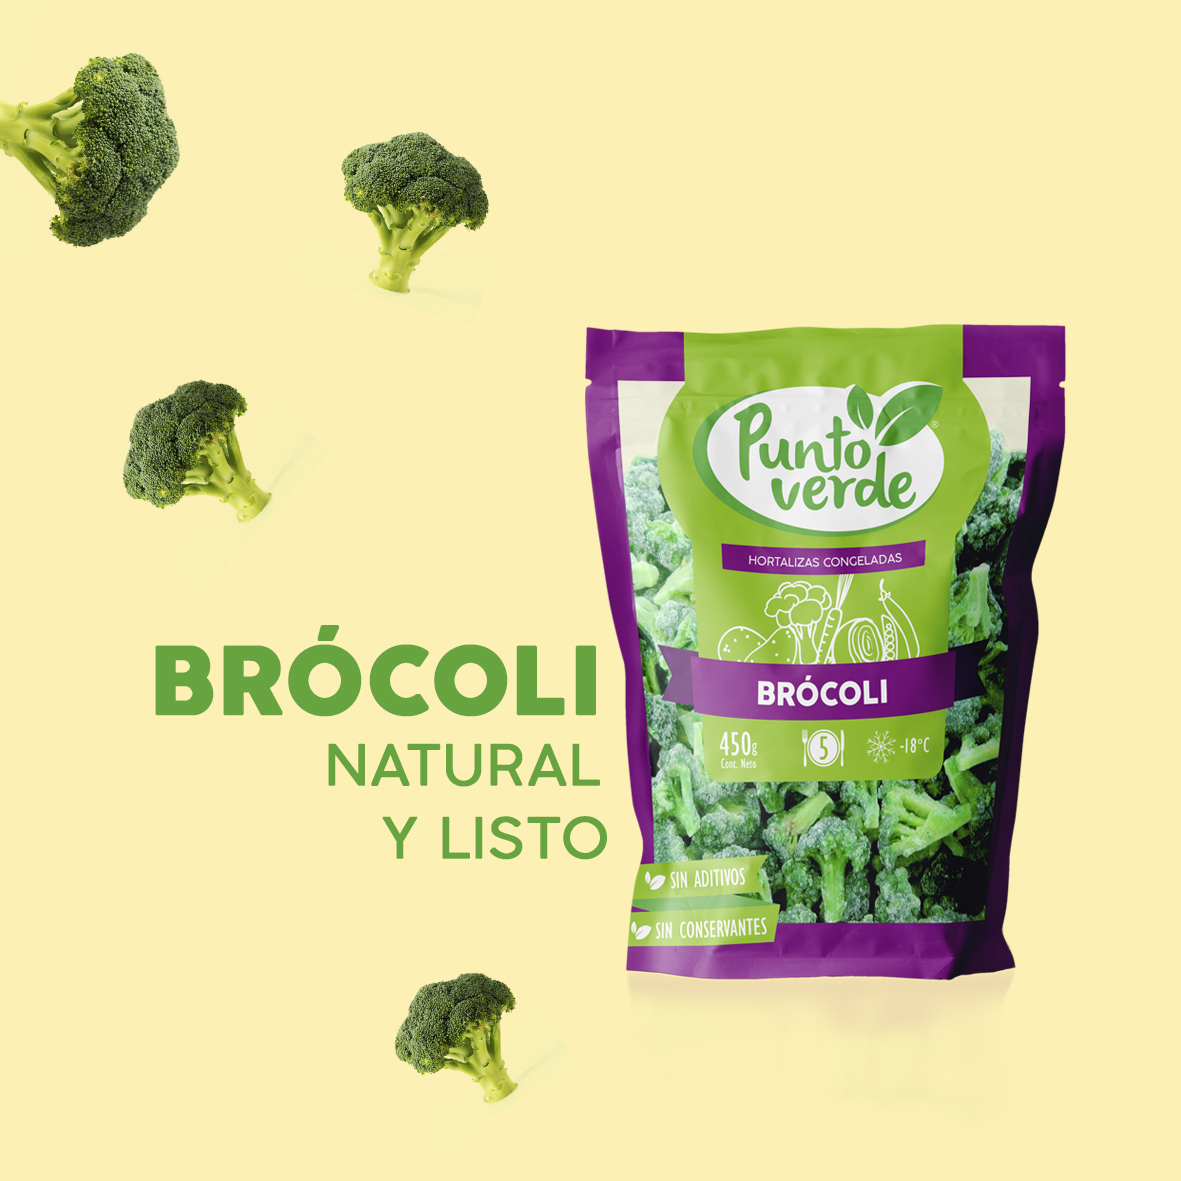 BRÓCOLI
NATURAL
Y LISTO
Punto
verde
®
HORTALIZAS CONGELADAS
BRÓCOLI
450g
Cont. Neto
5
-18°C
SIN ADITIVOS
SIN CONSERVANTES